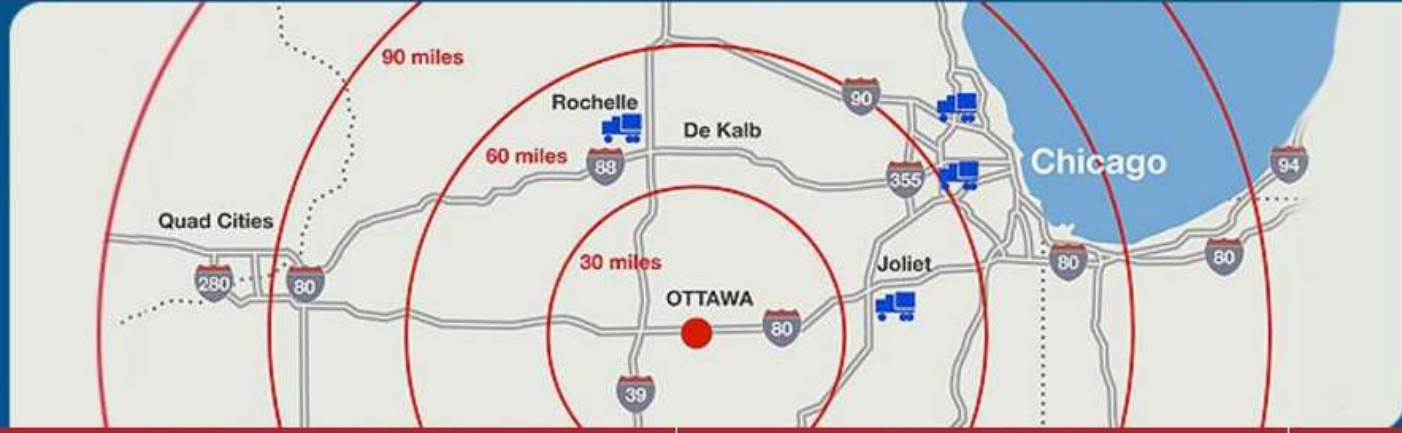 90 miles
90
Rochelle
De Kalb
60 miles
88
355
Chicago
94
Quad Cities
30 miles
Joliet
80
80
280
80
OTTAWA
80
39